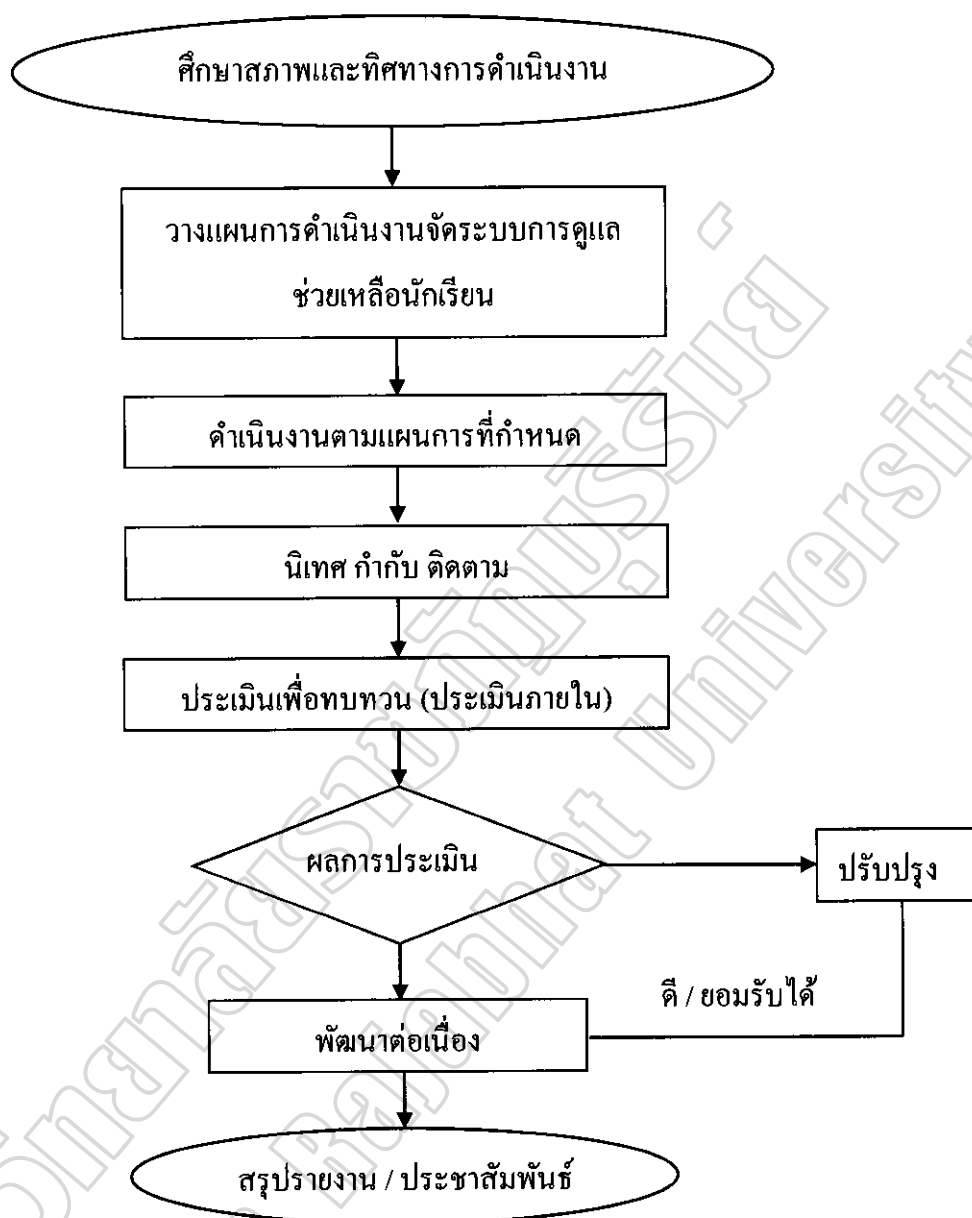 ศึกษาสภาพและทิศทางการดำเนินงาน
วางแผนการดำเนินงานจัดระบบการดูแล
ช่วยเหลือนักเรียน
ดำเนินงานตามแผนการที่กำหนด
นิเทศ กำกับ ติดตาม
ประเมินเพื่อทบทวน (ประเมินภายใน)
ผลการประเมิน
ปรับปรุง
ดี / ยอมรับได้
พัฒนาต่อเนื่อง
สรุปรายงาน / ประชาสัมพันธ์
Rajabhat University